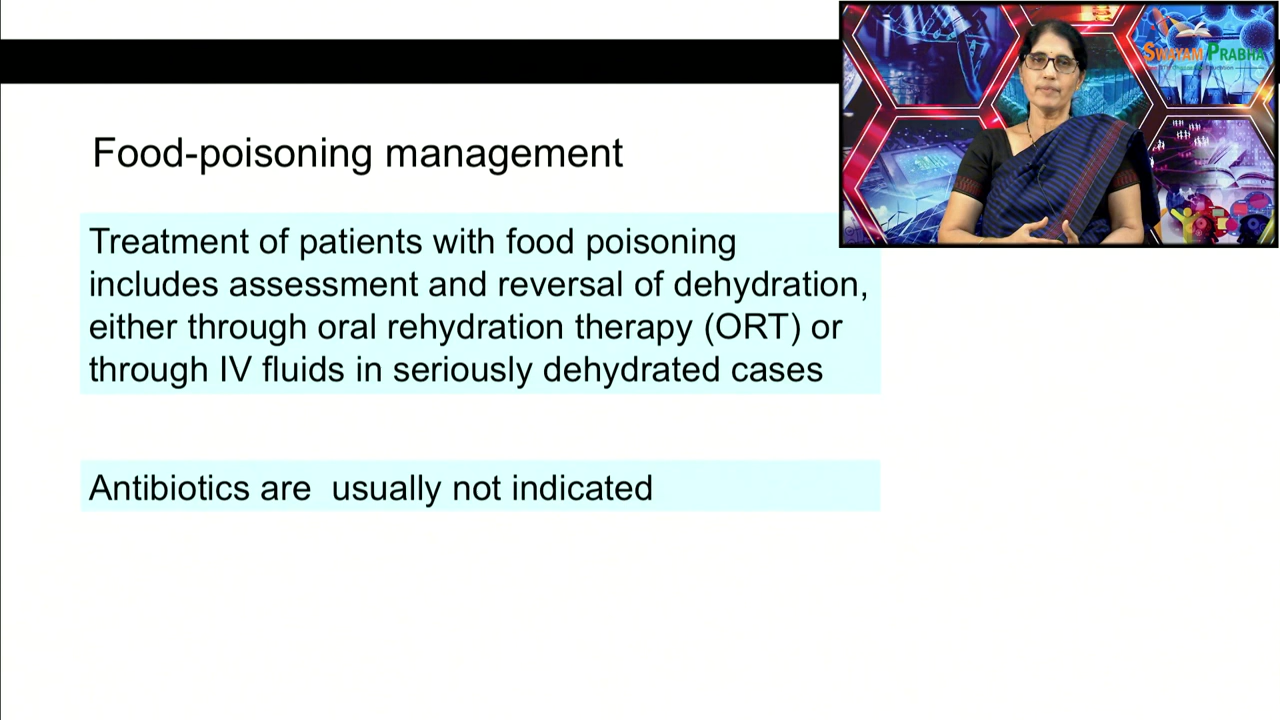 SWAYAM PRABHA
Food-poisoning management
Treatment of patients with food poisoning
includes assessment and reversal of dehydration,
either through oral rehydration therapy (ORT) or
through IV fluids in seriously dehydrated cases
Antibiotics are  usually not indicated